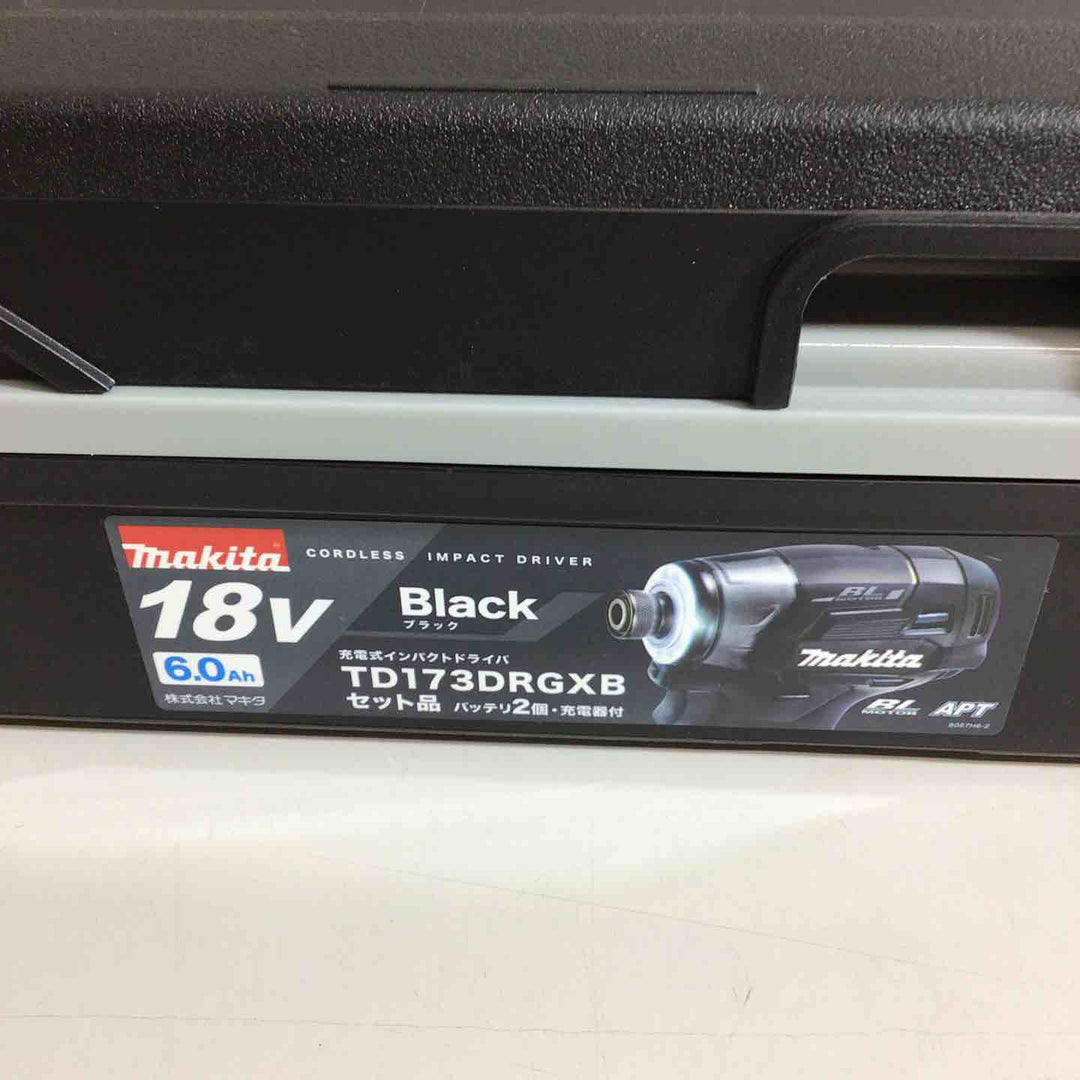 makita
CORDLESS IMPACT DRIVER
18V
Black
ブラック
6.0Ah
株式会社マキタ
充電式インパクトドライバ
TD173DRGXB
セット品 バッテリ2個・充電器付
BL
MOTOR
makita
BL
MOTOR
APT